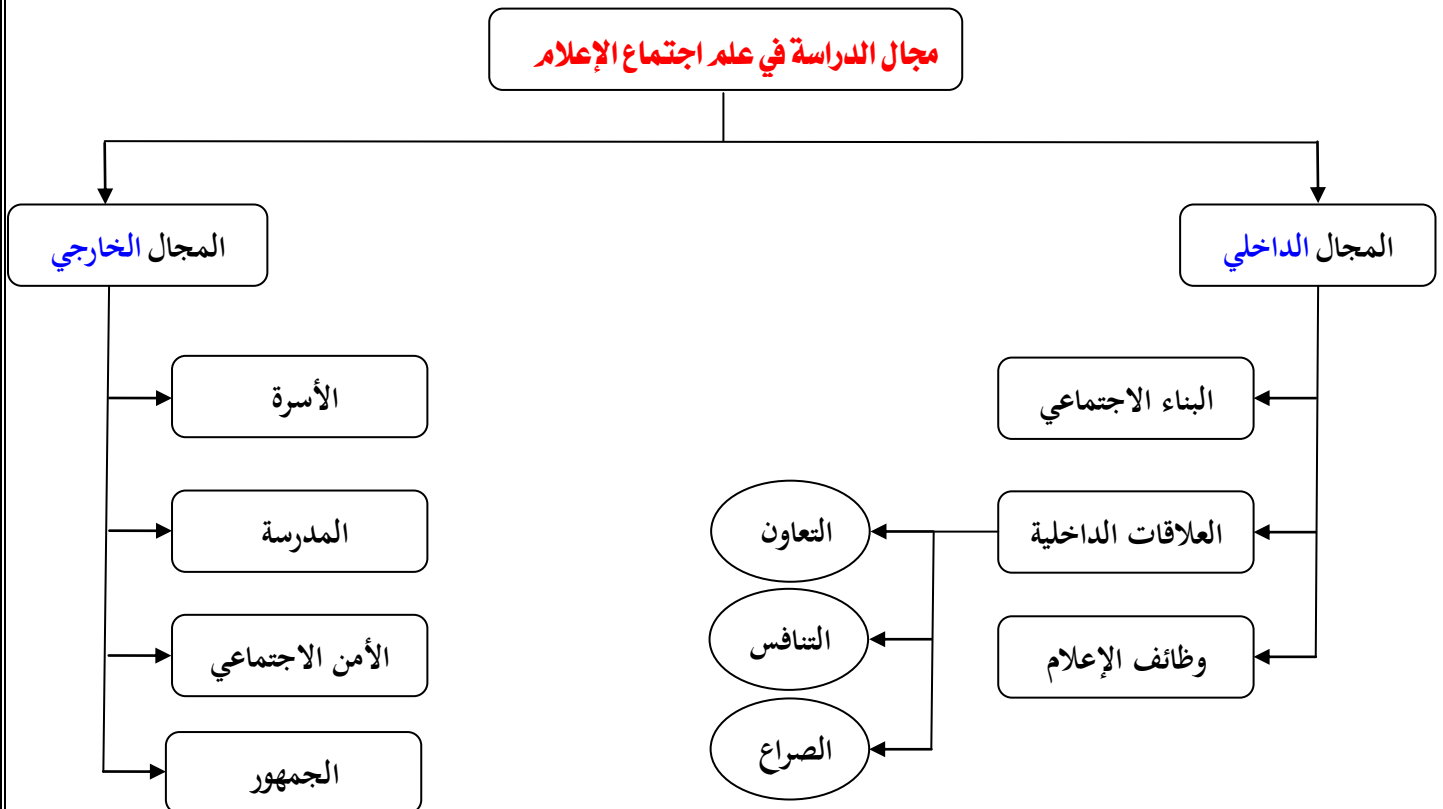 مجال الدراسة في علم اجتماع الإعلام
المجال الداخلي
المجال الخارجي
البناء الاجتماعي
الأسرة
العلاقات الداخلية
التعاون
المدرسة
وظائف الإعلام
التنافس
الأمن الاجتماعي
الصراع
الجمهور